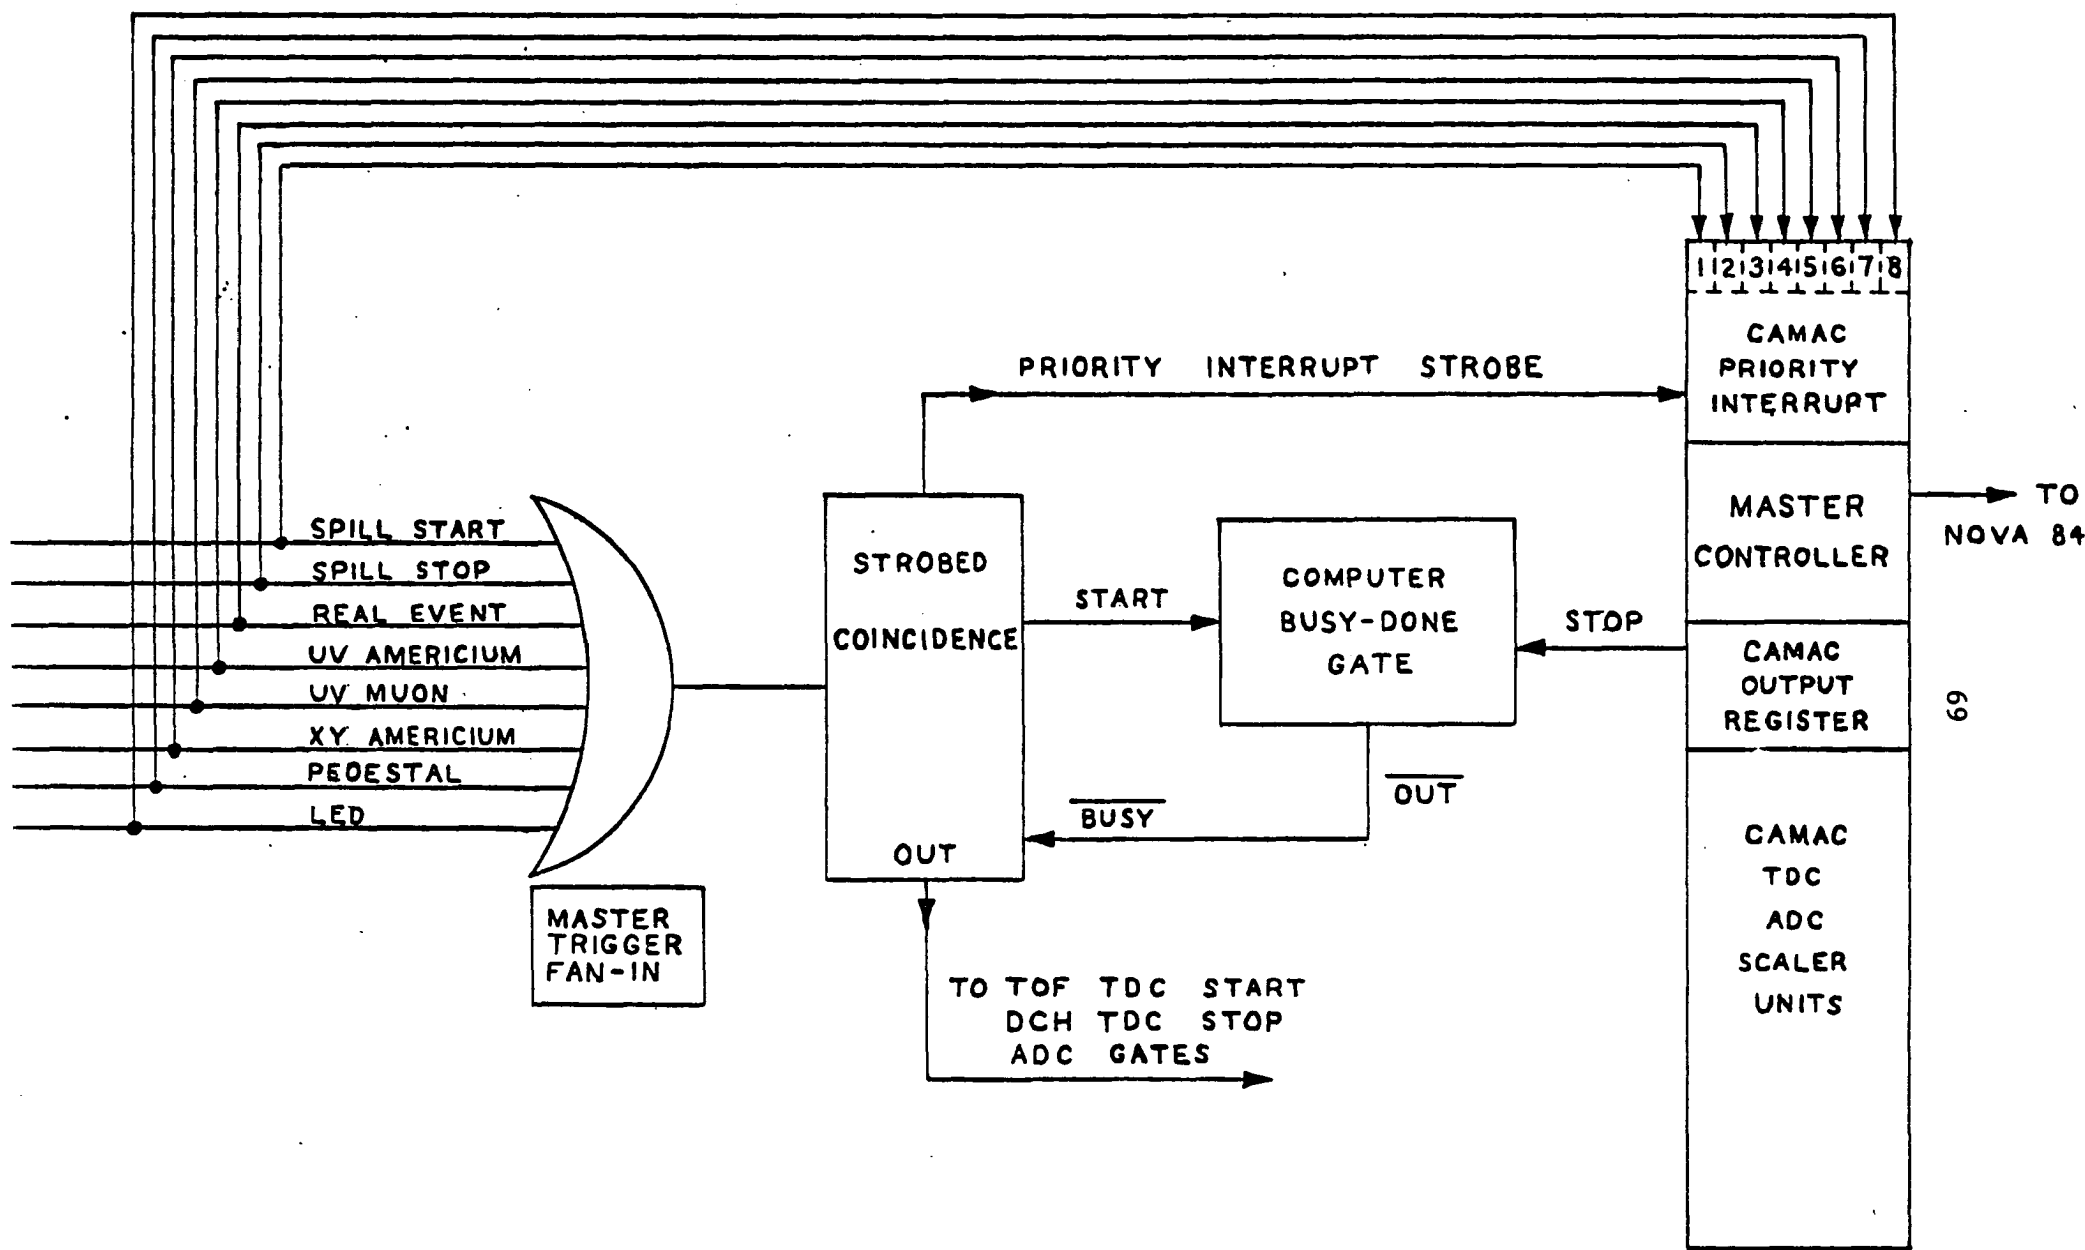 1 2 3 4 5 6 7 8
CAMAC
PRIORITY
INTERRUPT
PRIORITY INTERRUPT STROBE
MASTER
CONTROLLER
TO
NOVA 84
SPILL START
SPILL STOP
REAL EVENT
UV AMERICIUM
UV MUON
XY AMERICIUM
PEDESTAL
LED
MASTER
TRIGGER
FAN-IN
STROBED
COINCIDENCE
OUT
START
COMPUTER
BUSY-DONE
GATE
STOP
BUSY
OUT
CAMAC
OUTPUT
REGISTER
69
CAMAC
TDC
ADC
SCALER
UNITS
TO TOF TDC START
DCH TDC STOP
ADC GATES